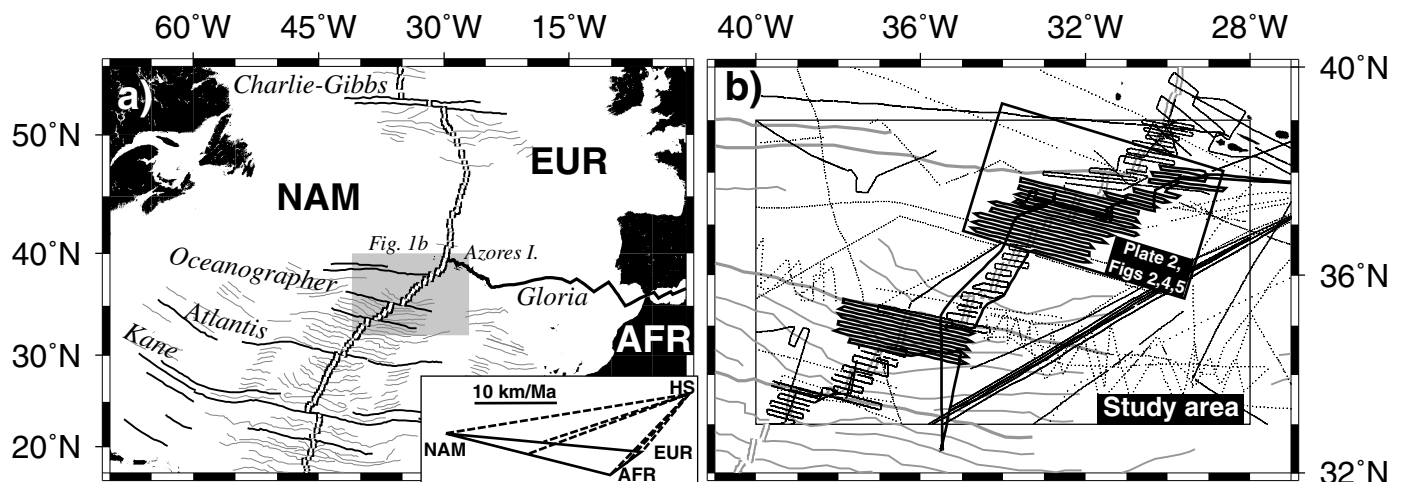 60°W 45°W 30°W 15°W
a)
Charlie-Gibbs
50°N
EUR
NAM
Fig. 1b
40°N
Azores I.
Oceanographer
Gloria
Atlantis
AFR
Kane
30°N
10 km/Ma
HS
NAM
EUR
AFR
20°N
40°W 36°W 32°W 28°W
b)
40°N
Plate 2,
Figs 2,4,5
36°N
Study area
32°N